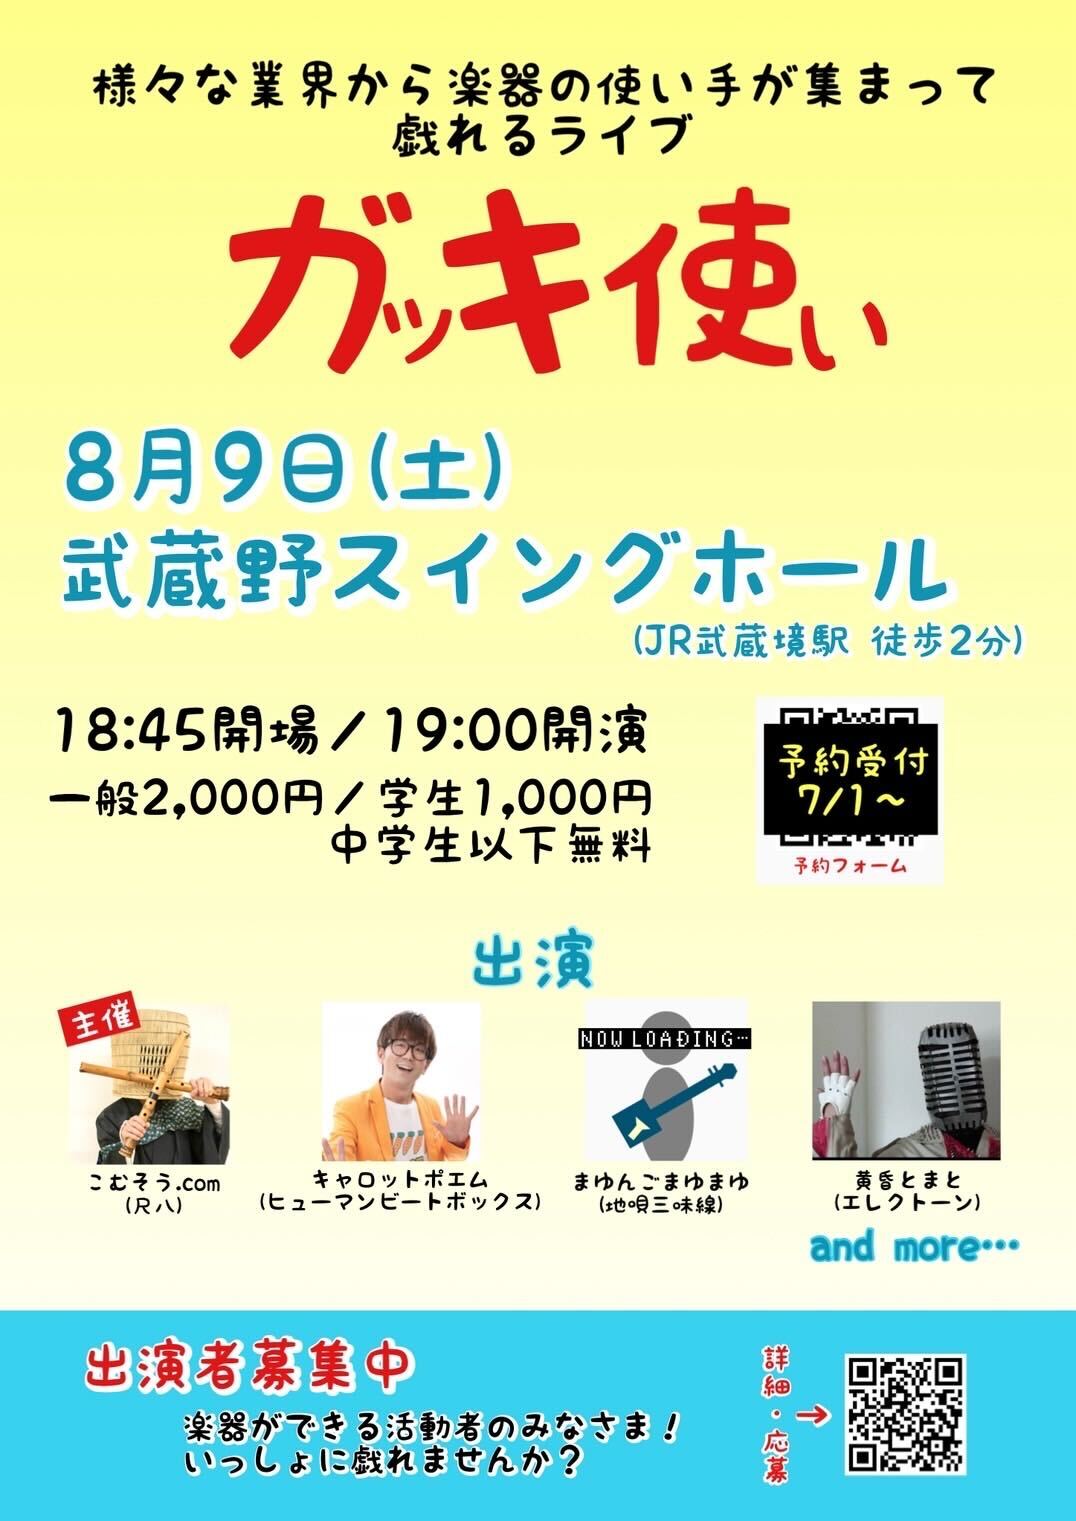 様々な業界から楽器の使い手が集まって
戯れるライブ
ガッキ使い
8月9日(土)
武蔵野スイングホール
(JR武蔵境駅 徒歩2分)
18:45開場/19:00開演
一般2,000円/学生1,000円
中学生以下無料
予約受付
7/1～
予約フォーム
出演
主催
NOW LOADING…
こむそう.com
(尺八)
キャロットポエム
(ヒューマンビートボックス)
まゆんごまゆまゆ
(地唄三味線)
黄昏とまと
(エレクトーン)
and more…
出演者募集中
楽器ができる活動者のみなさま!
いっしょに戯れませんか?
詳細・応募
→